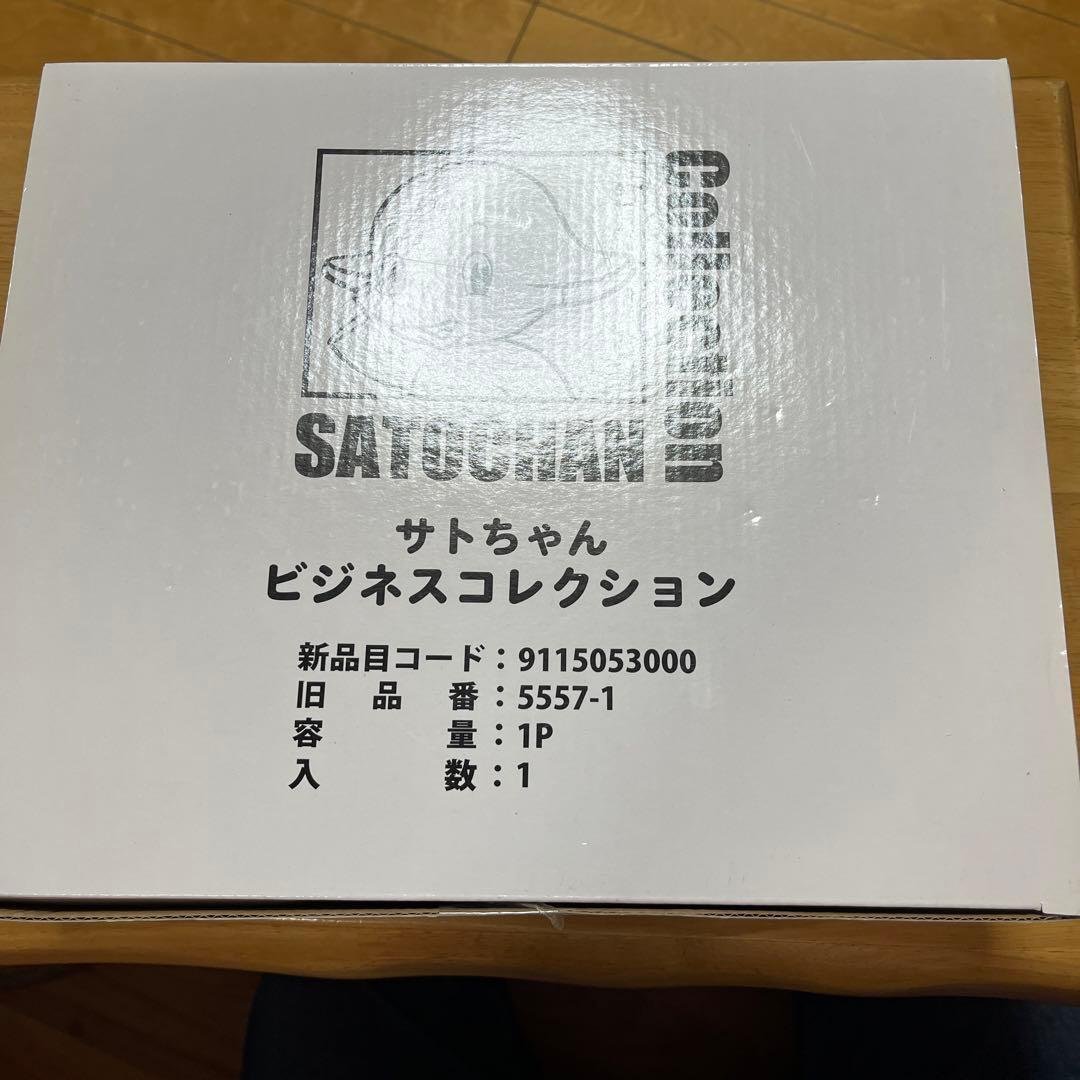 SATOCHAN
Collection
サトちゃん
ビジネスコレクション
新品目コード：9115053000
旧品番：5557-1
容量：1P
入数：1